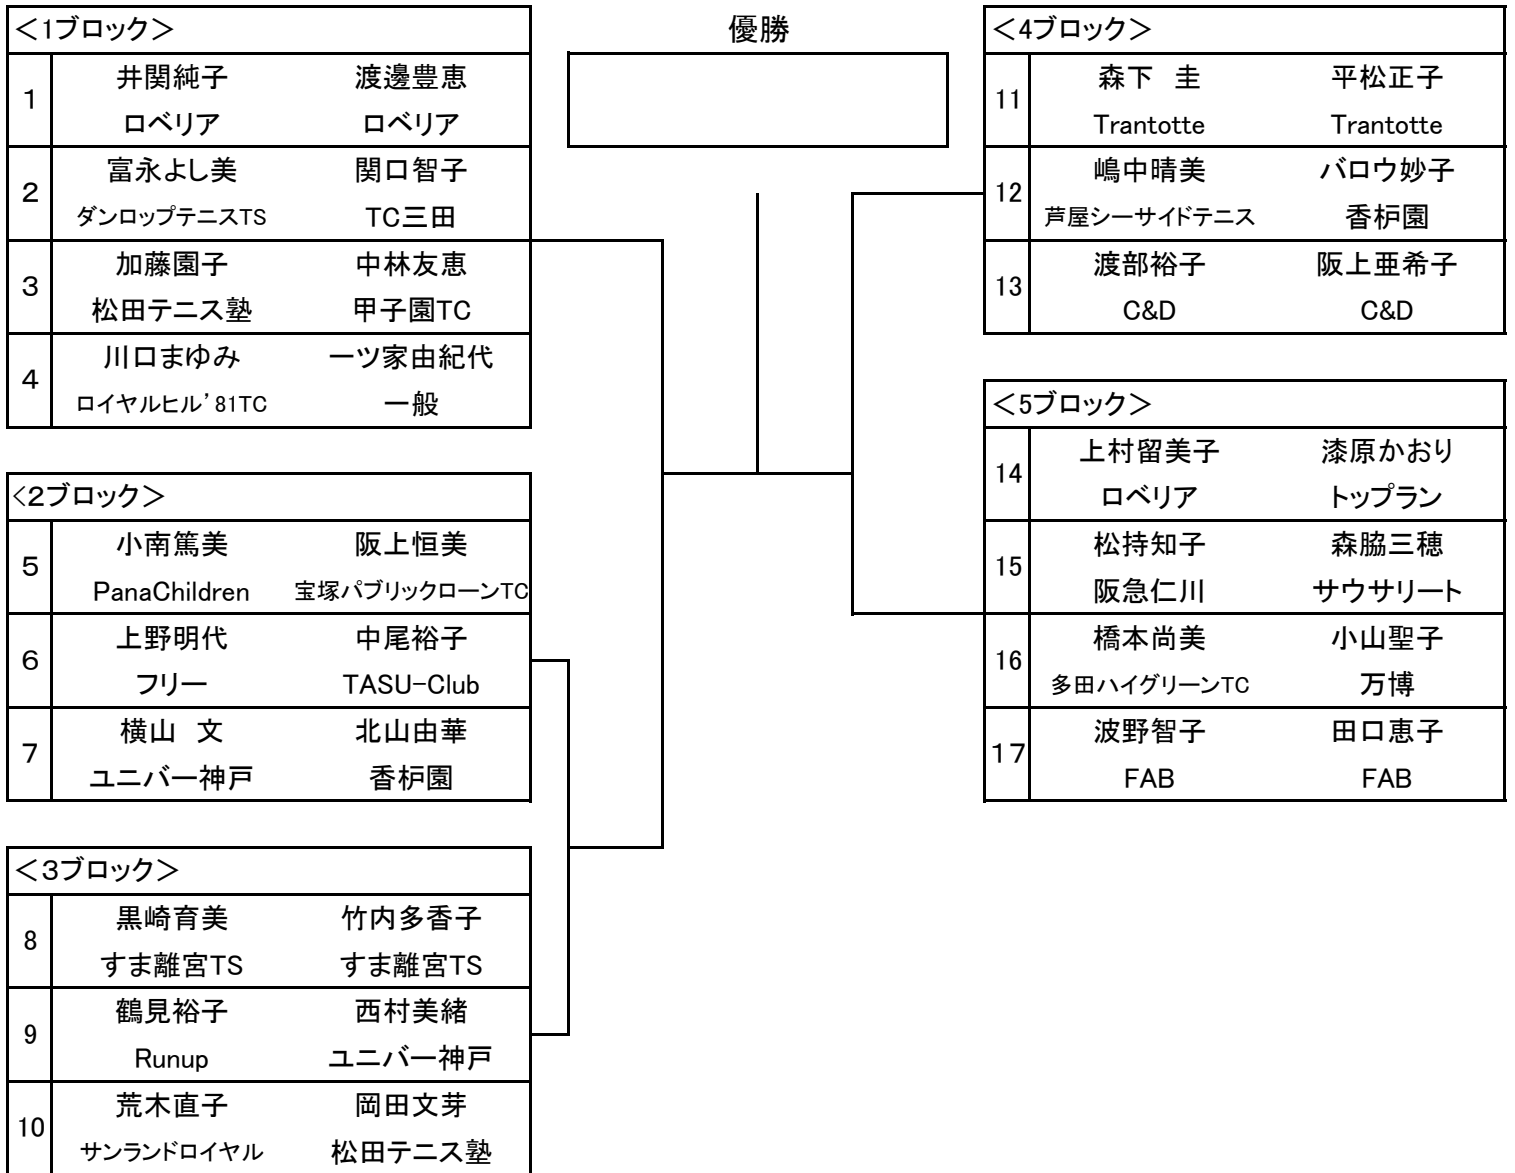 ＜1ブロック＞
1 井関純子 渡邊豊恵
ロベリア ロベリア
2 富永よし美 関口智子
ダンロップテニスTS TC三田
3 加藤園子 中林友恵
松田テニス塾 甲子園TC
4 川口まゆみ 一ツ家由紀代
ロイヤルヒル’81TC 一般
＜2ブロック＞
5 小南篤美 阪上恒美
PanaChildren 宝塚パブリックローンTC
6 上野明代 中尾裕子
フリー TASU-Club
7 横山　文 北山由華
ユニバー神戸 香枦園
＜3ブロック＞
8 黒崎育美 竹内多香子
すま離宮TS すま離宮TS
9 鶴見裕子 西村美緒
Runup ユニバー神戸
10 荒木直子 岡田文芽
サンランドロイヤル 松田テニス塾
優勝
＜4ブロック＞
11 森下　圭 平松正子
Trantotte Trantotte
12 嶋中晴美 バロウ妙子
芦屋シーサイドテニス 香枦園
13 渡部裕子 阪上亜希子
C&D C&D
＜5ブロック＞
14 上村留美子 漆原かおり
ロベリア トップラン
15 松持知子 森脇三穂
阪急仁川 サウサリート
16 橋本尚美 小山聖子
多田ハイグリーンTC 万博
17 波野智子 田口恵子
FAB FAB